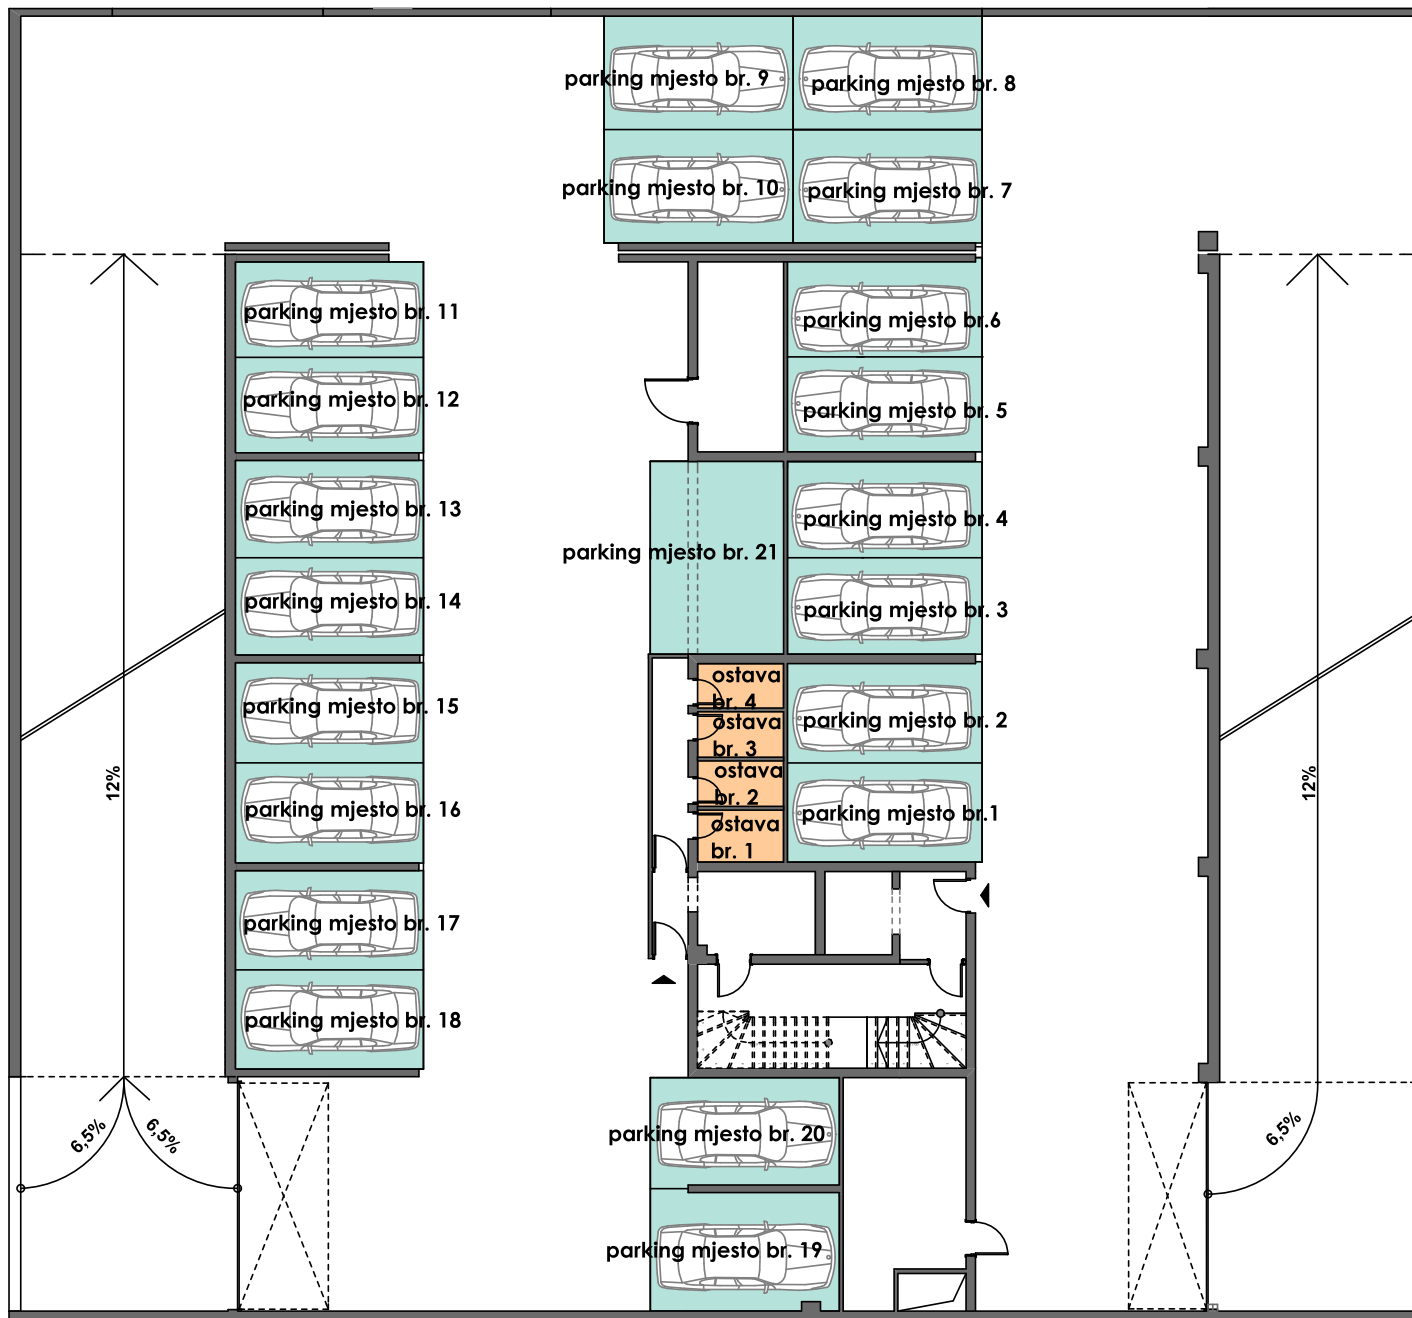 parking mjesto br. 9
parking mjesto br. 8
parking mjesto br. 10
parking mjesto br. 7
parking mjesto br. 11
parking mjesto br.6
parking mjesto br. 12
parking mjesto br. 5
parking mjesto br. 13
parking mjesto br. 4
parking mjesto br. 21
parking mjesto br. 14
parking mjesto br. 3
ostava
br. 4
parking mjesto br. 15
parking mjesto br. 2
ostava
br. 3
12%
12%
ostava
br. 2
parking mjesto br. 16
parking mjesto br.1
ostava
br. 1
parking mjesto br. 17
parking mjesto br. 18
6,5%
6,5%
6,5%
parking mjesto br. 20
parking mjesto br. 19